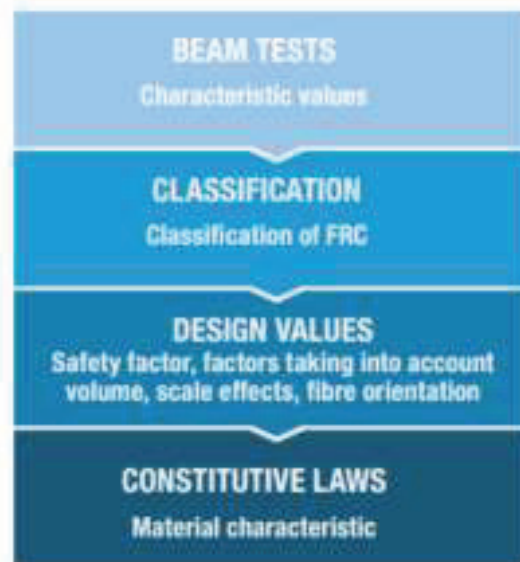 BEAM TESTS
Characteristic values
CLASSIFICATION
Classification of FRC
DESIGN VALUES
Safety factor, factors taking into account
volume, scale effects, fibre orientation
CONSTITUTIVE LAWS
Material characteristic